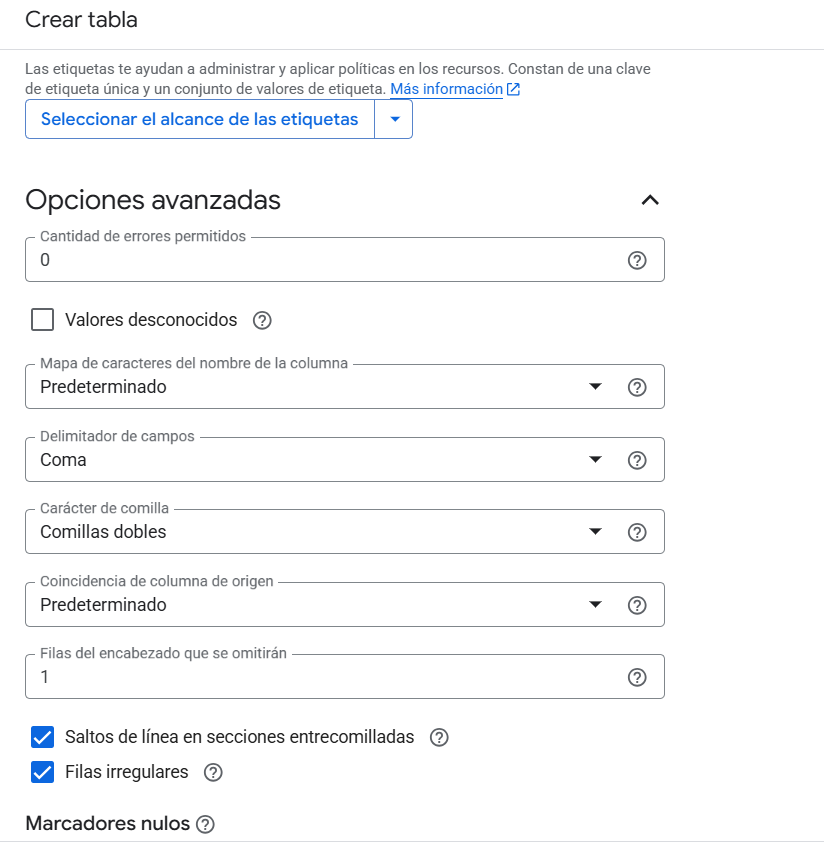 Crear tabla
Las etiquetas te ayudan a administrar y aplicar políticas en los recursos. Constan de una clave
de etiqueta única y un conjunto de valores de etiqueta. Más información
Seleccionar el alcance de las etiquetas
Opciones avanzadas
Cantidad de errores permitidos
0
Valores desconocidos
Mapa de caracteres del nombre de la columna
Predeterminado
Delimitador de campos
Coma
Carácter de comilla
Comillas dobles
Coincidencia de columna de origen
Predeterminado
Filas del encabezado que se omitirán
1
Saltos de línea en secciones entrecomilladas
Filas irregulares
Marcadores nulos